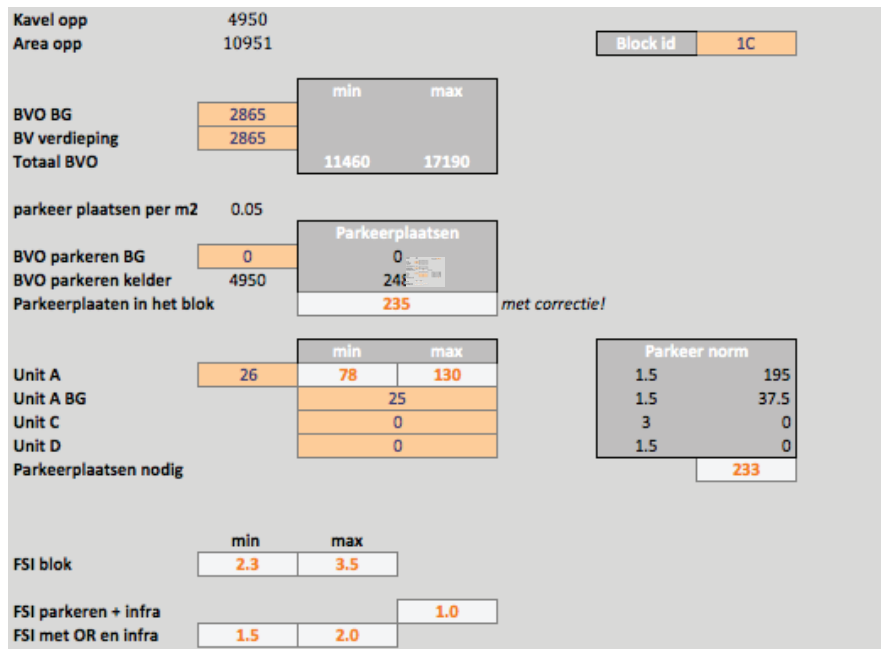 Kavel opp 4950
Area opp 10951 Block id 1C
min max
BVO BG 2865
BV verdieping 2865
Totaal BVO 11460 17190
parkeer plaatsen per m2 0.05
Parkeerplaatsen
BVO parkeren BG 0 0
BVO parkeren kelder 4950 248
Parkeerplaaten in het blok 235 met correctie!
min max Parkeer norm
Unit A 26 78 130 1.5 195
Unit A BG 25 1.5 37.5
Unit C 0 3 0
Unit D 0 1.5 0
Parkeerplaatsen nodig 233
min max
FSI blok 2.3 3.5
FSI parkeren + infra 1.0
FSI met OR en infra 1.5 2.0